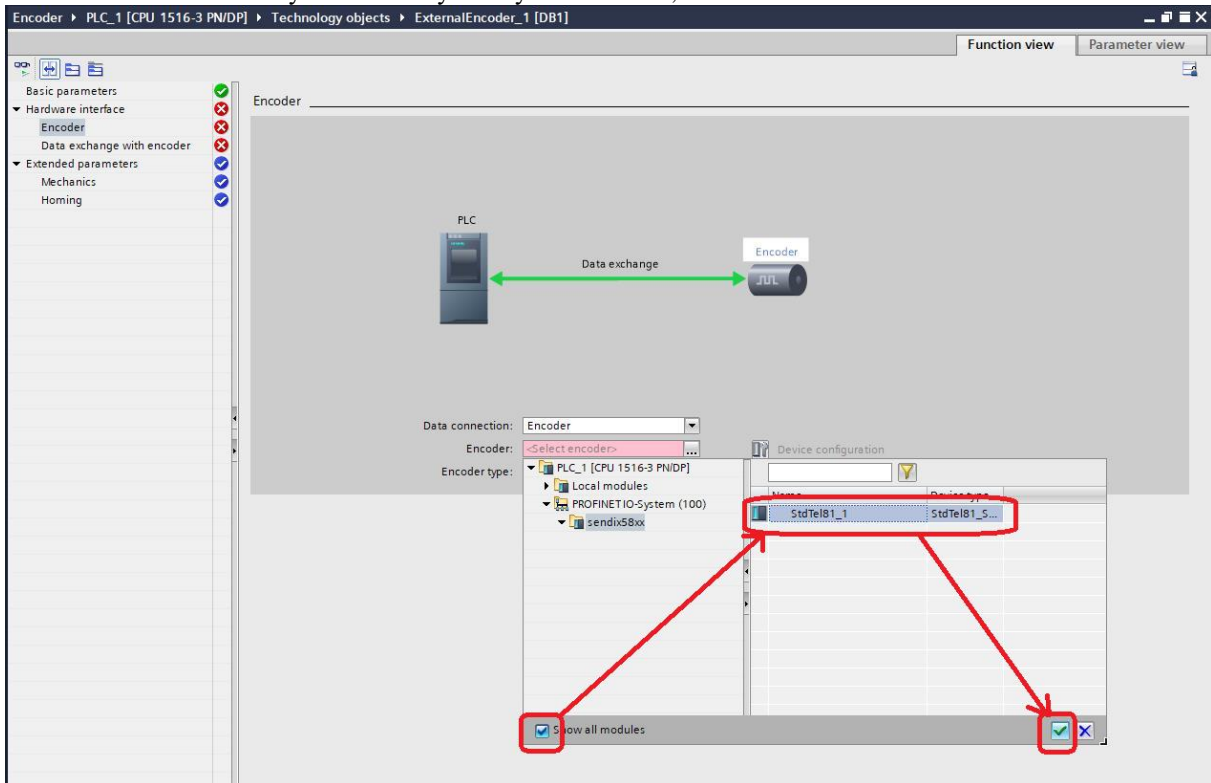 Encoder ▸ PLC_1 [CPU 1516-3 PN/DP] ▸ Technology objects ▸ ExternalEncoder_1 [DB1]
Function view
Parameter view
Basic parameters
Hardware interface
Encoder
Data exchange with encoder
Extended parameters
Mechanics
Homing
Encoder
PLC
Data exchange
Encoder
Data connection: Encoder
Encoder: <Select encoder> ...
Device configuration
Encoder type:
PLC_1 [CPU 1516-3 PN/DP]
Local modules
PROFINET IO-System (100)
sendix58xx
Name Device type
StdTel81_1 StdTel81_S...
Show all modules